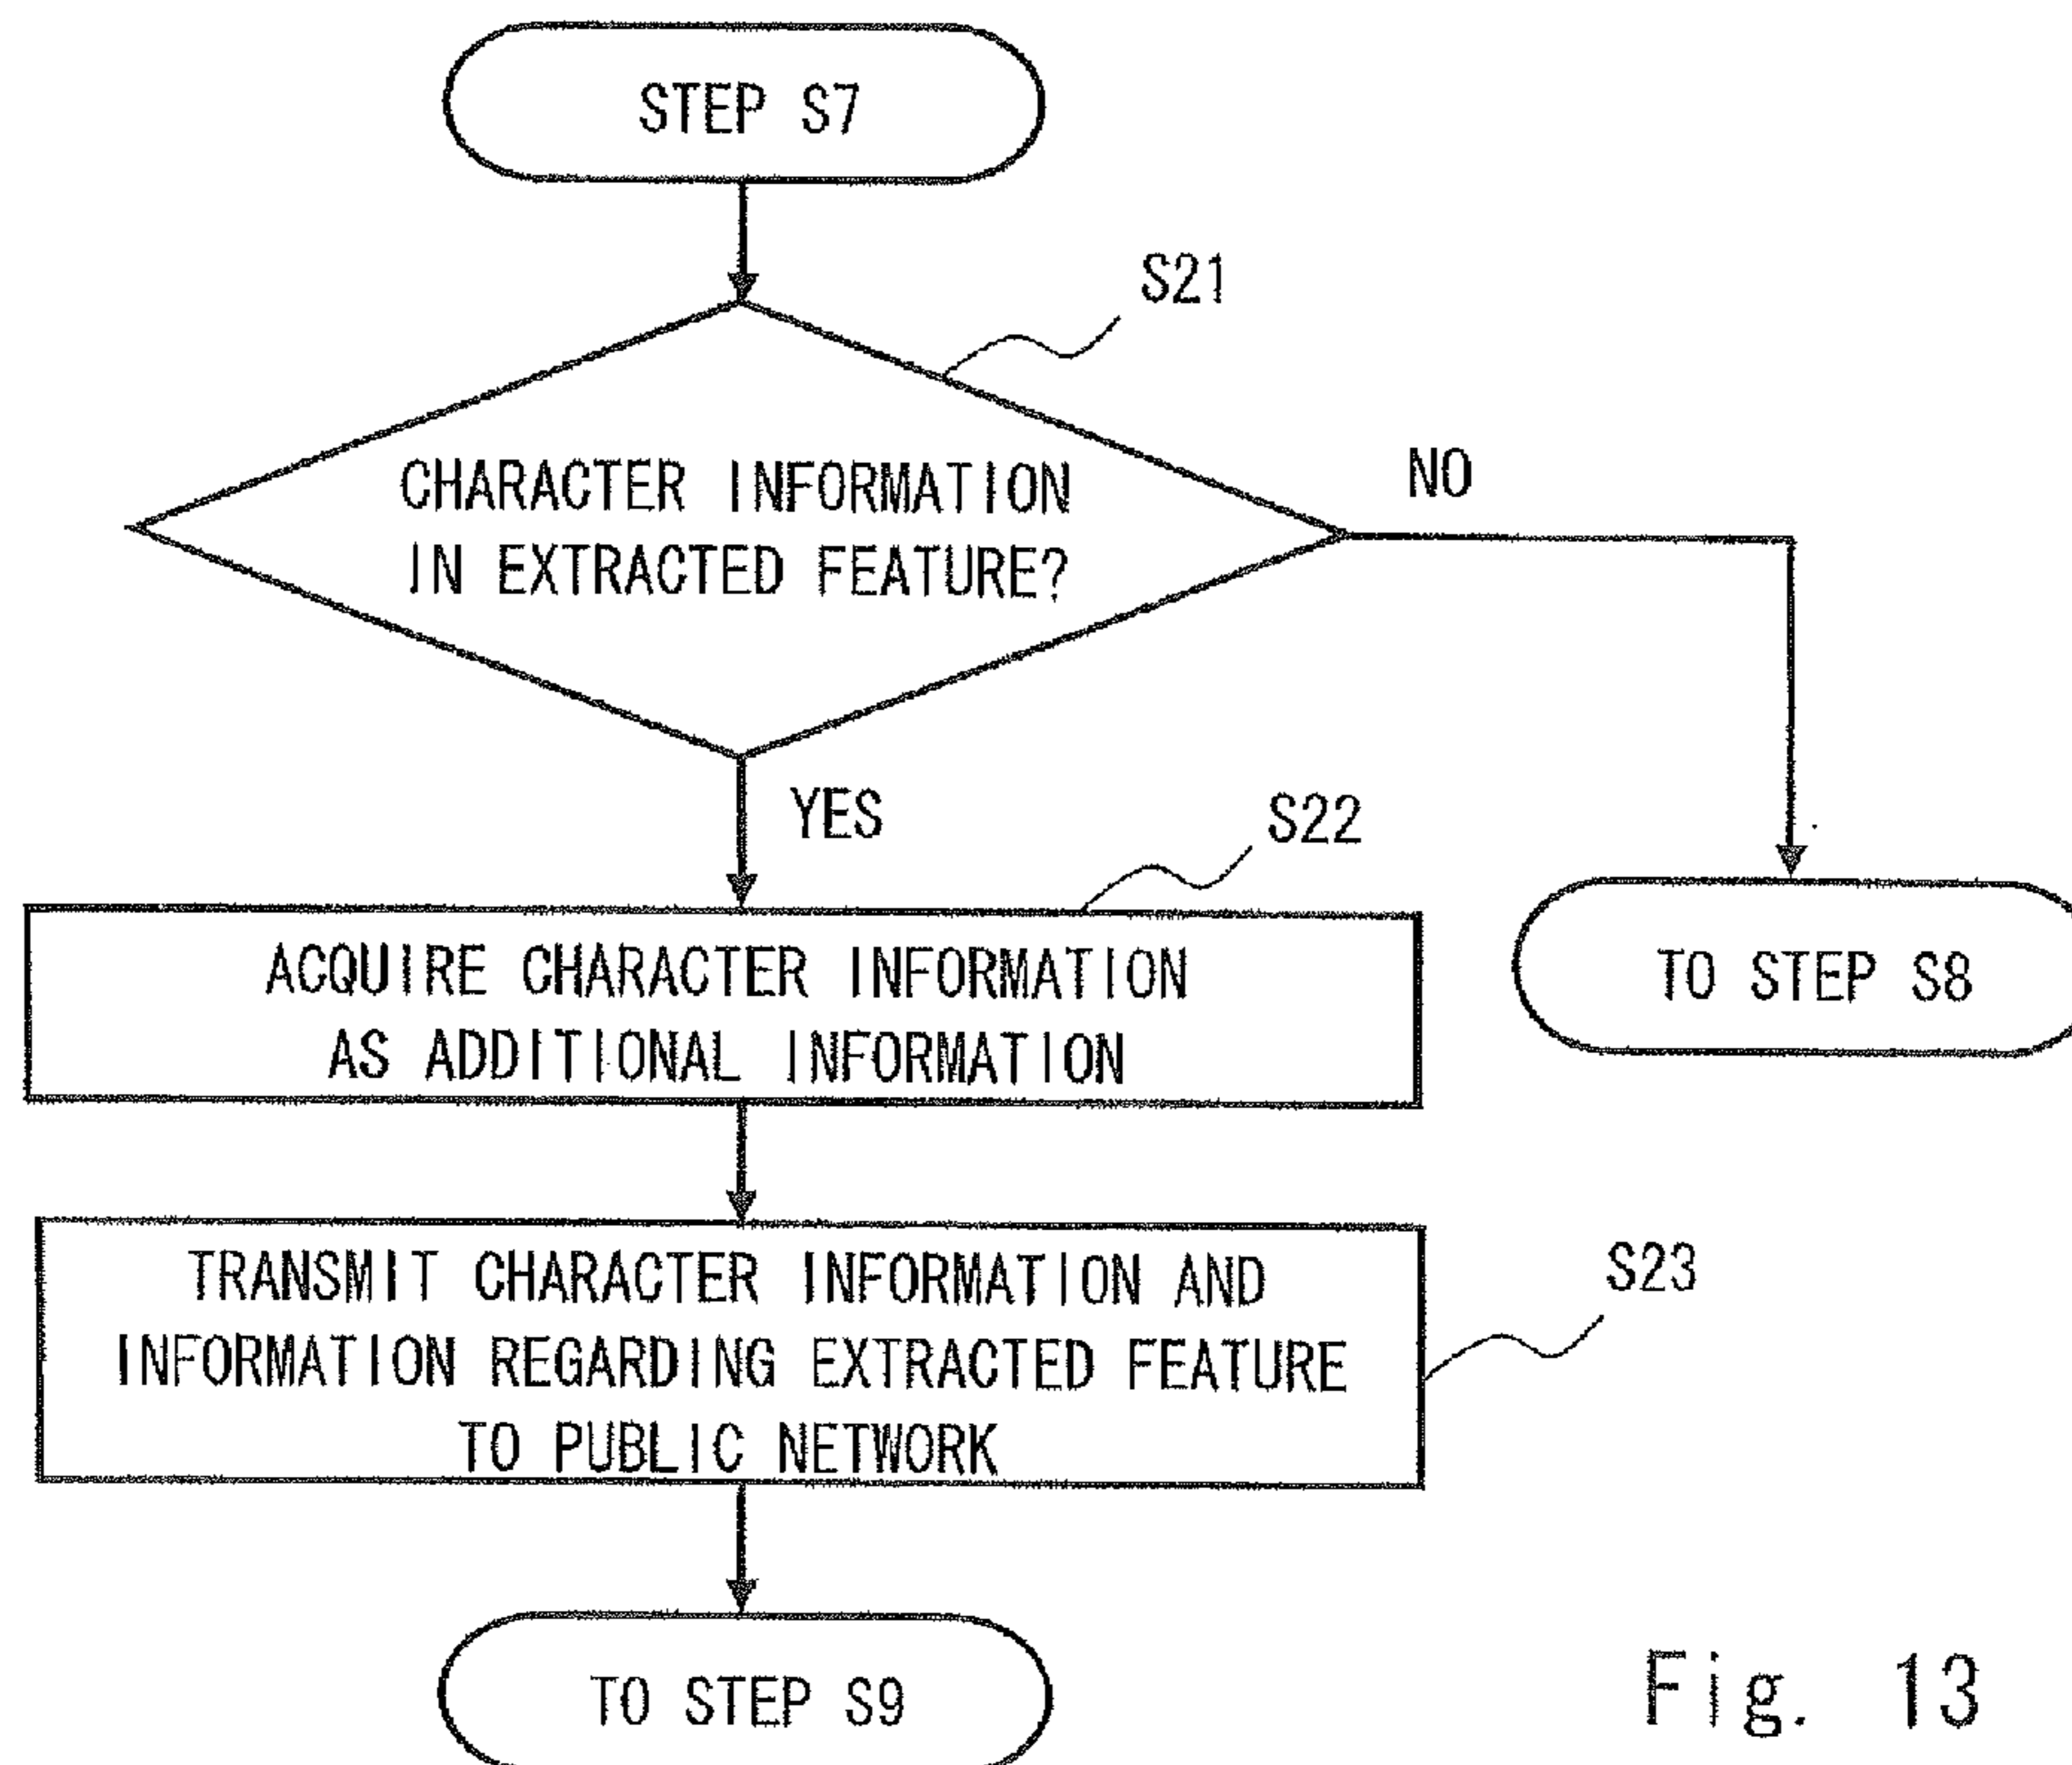 STEP S7
S21
CHARACTER INFORMATION
IN EXTRACTED FEATURE?
NO
YES
S22
ACQUIRE CHARACTER INFORMATION
AS ADDITIONAL INFORMATION
TO STEP S8
TRANSMIT CHARACTER INFORMATION AND
INFORMATION REGARDING EXTRACTED FEATURE
TO PUBLIC NETWORK
S23
TO STEP S9
Fig. 13